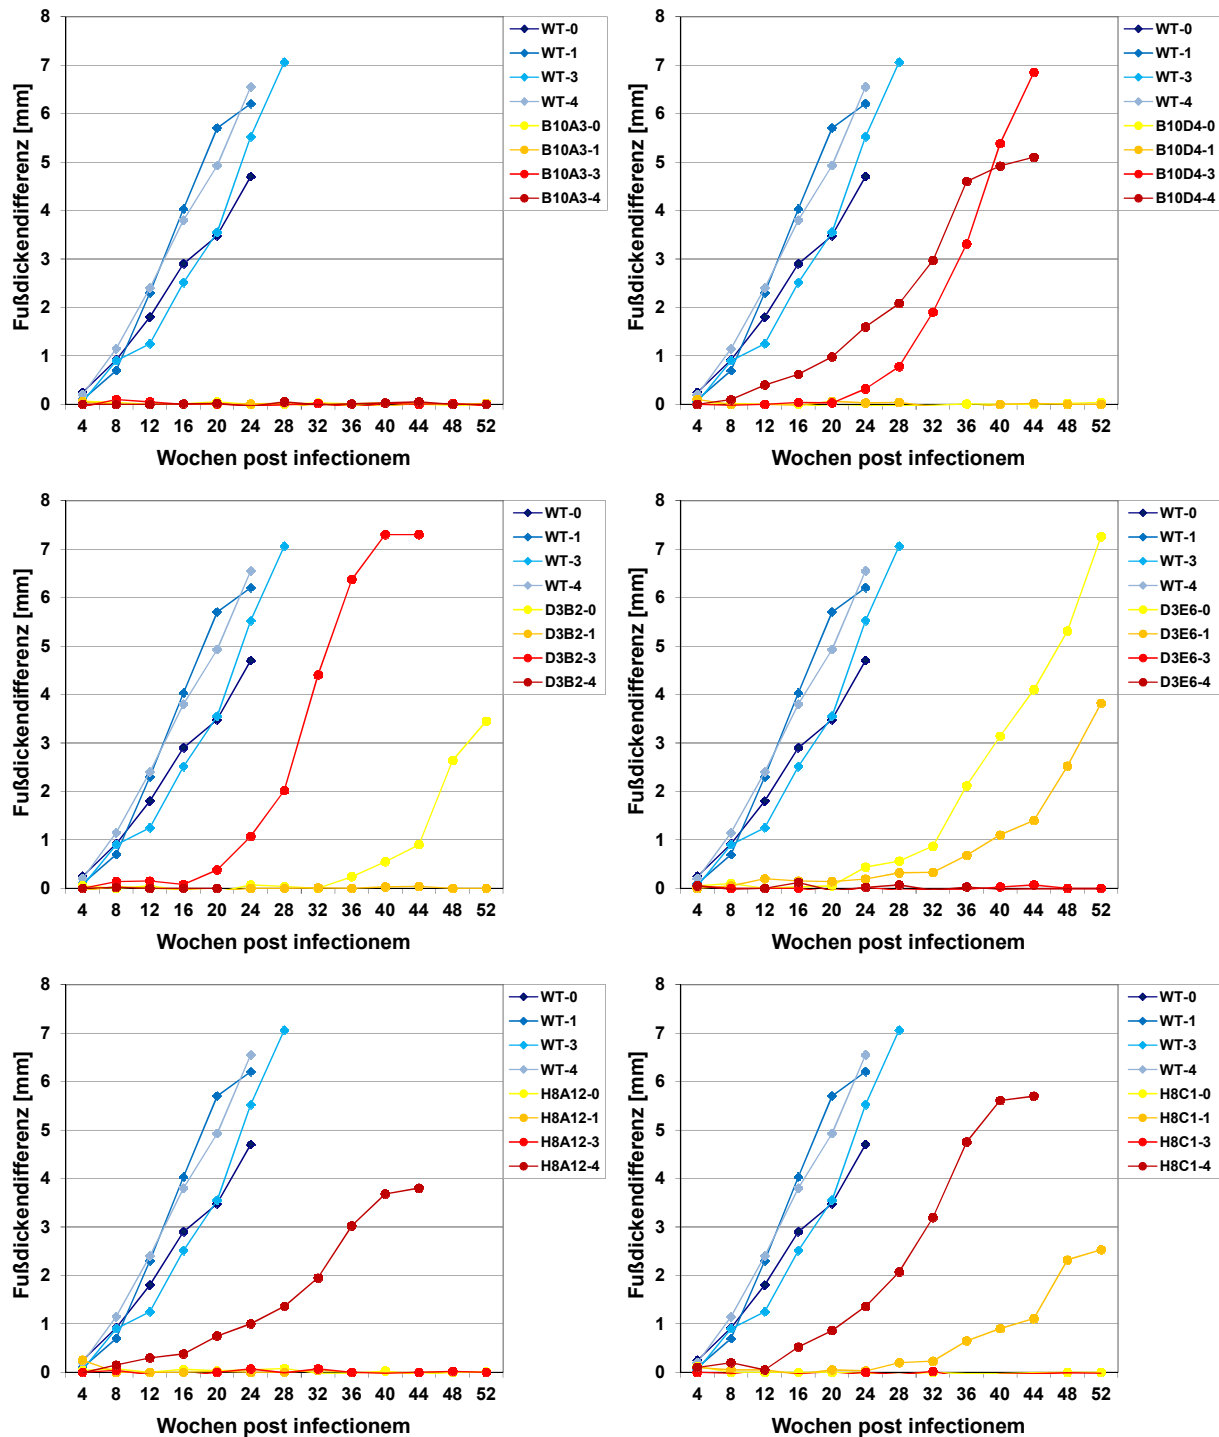 Fußdickendifferenz [mm]
8
7
6
5
4
3
2
1
0
4 8 12 16 20 24 28 32 36 40 44 48 52
Wochen post infectionem
WT-0
WT-1
WT-3
WT-4
B10A3-0
B10A3-1
B10A3-3
B10A3-4
Fußdickendifferenz [mm]
8
7
6
5
4
3
2
1
0
4 8 12 16 20 24 28 32 36 40 44 48 52
Wochen post infectionem
WT-0
WT-1
WT-3
WT-4
B10D4-0
B10D4-1
B10D4-3
B10D4-4
Fußdickendifferenz [mm]
8
7
6
5
4
3
2
1
0
4 8 12 16 20 24 28 32 36 40 44 48 52
Wochen post infectionem
WT-0
WT-1
WT-3
WT-4
D3B2-0
D3B2-1
D3B2-3
D3B2-4
Fußdickendifferenz [mm]
8
7
6
5
4
3
2
1
0
4 8 12 16 20 24 28 32 36 40 44 48 52
Wochen post infectionem
WT-0
WT-1
WT-3
WT-4
D3E6-0
D3E6-1
D3E6-3
D3E6-4
Fußdickendifferenz [mm]
8
7
6
5
4
3
2
1
0
4 8 12 16 20 24 28 32 36 40 44 48 52
Wochen post infectionem
WT-0
WT-1
WT-3
WT-4
H8A12-0
H8A12-1
H8A12-3
H8A12-4
Fußdickendifferenz [mm]
8
7
6
5
4
3
2
1
0
4 8 12 16 20 24 28 32 36 40 44 48 52
Wochen post infectionem
WT-0
WT-1
WT-3
WT-4
H8C1-0
H8C1-1
H8C1-3
H8C1-4